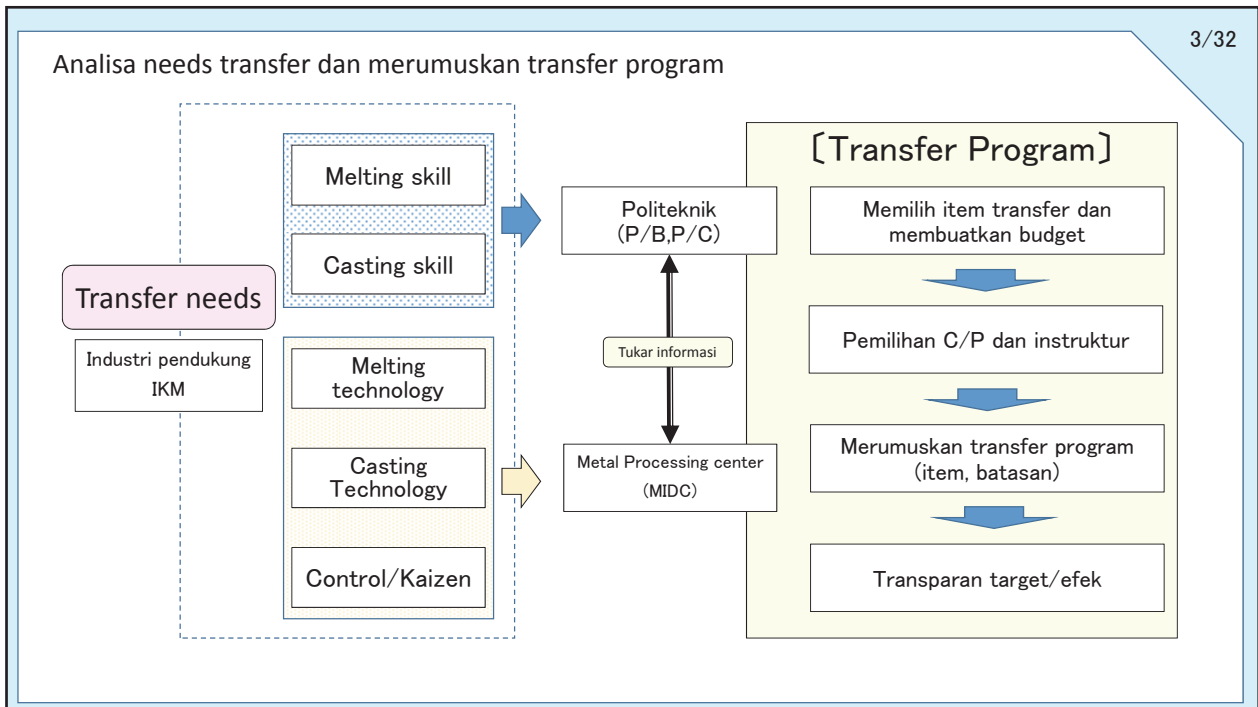 3/32
Analisa needs transfer dan merumuskan transfer program
Transfer needs
Industri pendukung
IKM
Melting skill
Casting skill
Melting
technology
Casting
Technology
Control/Kaizen
Politeknik
(P/B,P/C)
Tukar informasi
Metal Processing center
(MIDC)
〔Transfer Program〕
Memilih item transfer dan
membuatkan budget
Pemilihan C/P dan instruktur
Merumuskan transfer program
(item, batasan)
Transparan target/efek